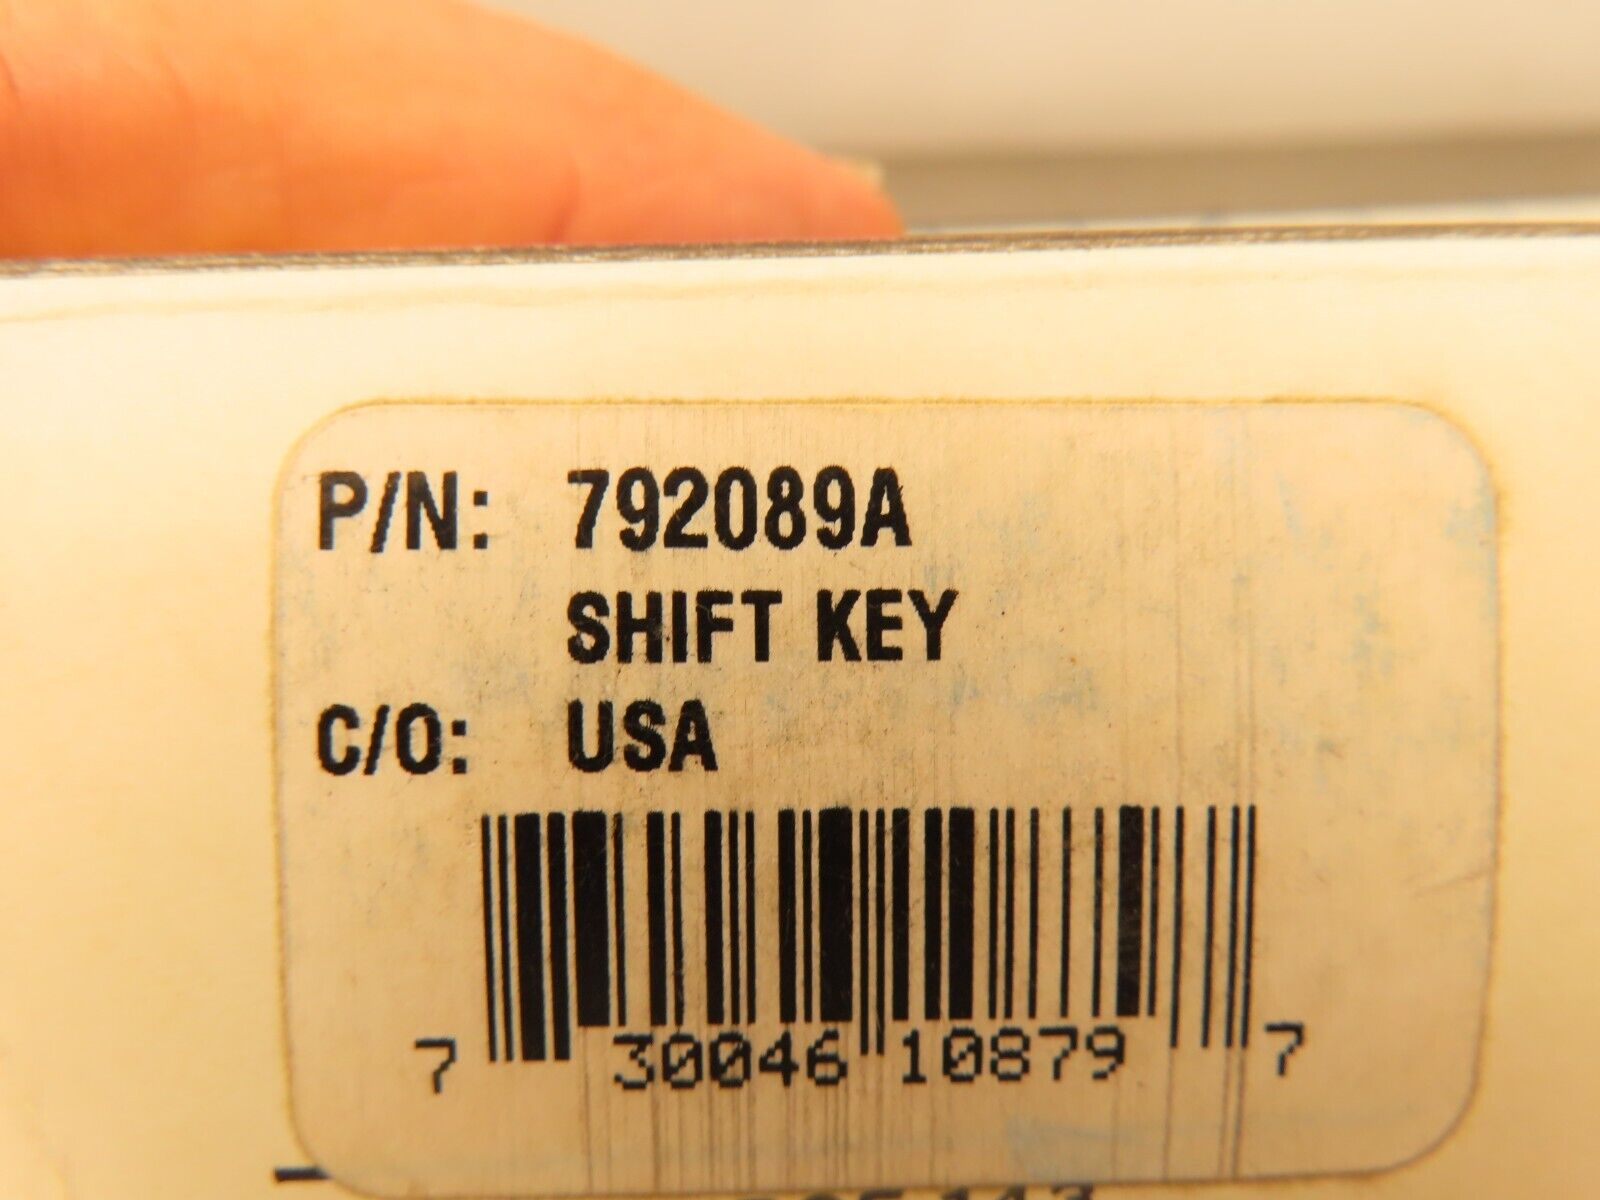 P/N: 792089A
SHIFT KEY
C/O: USA
7 30046 10879 7